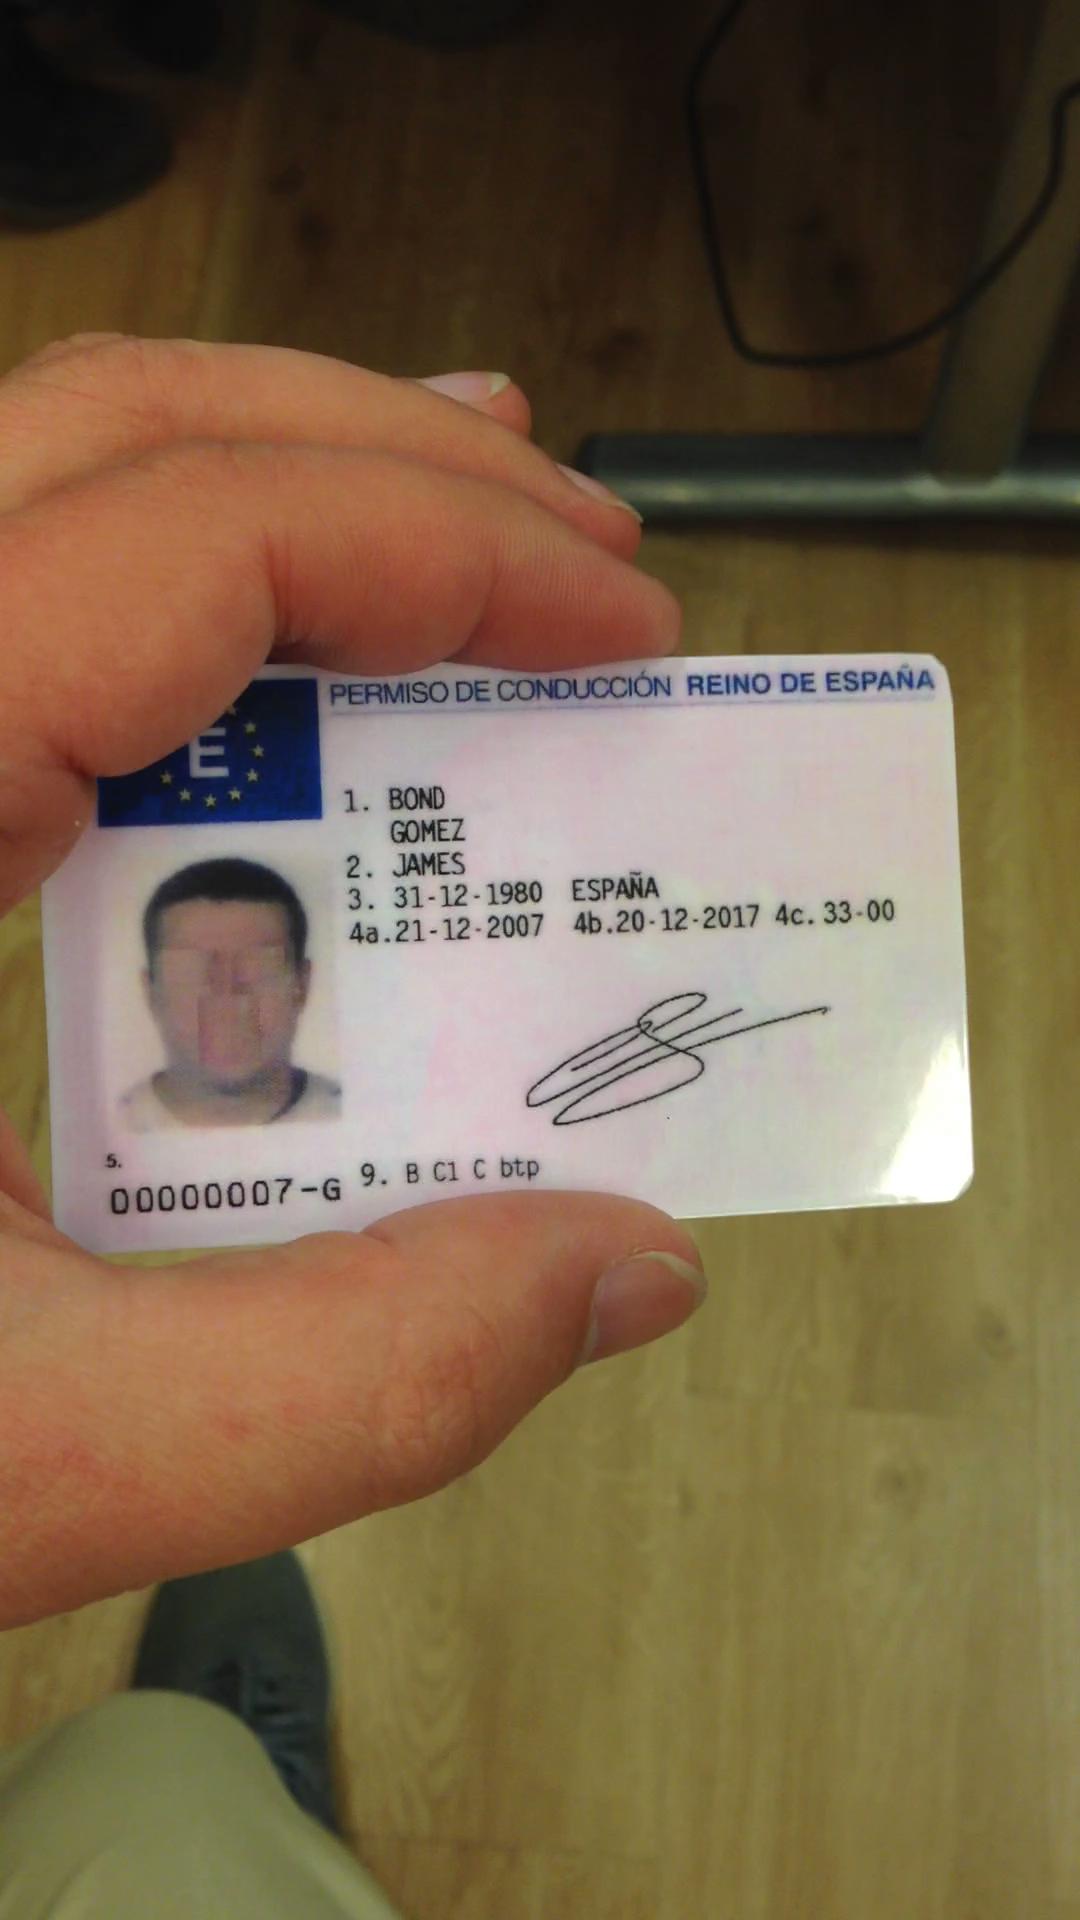 PERMISO DE CONDUCCIÓN REINO DE ESPAÑA
E
1. BOND
GOMEZ
2. JAMES
3. 31-12-1980 ESPAÑA
4a.21-12-2007 4b.20-12-2017 4c. 33-00
5.
00000007-G 9. B C1 C btp